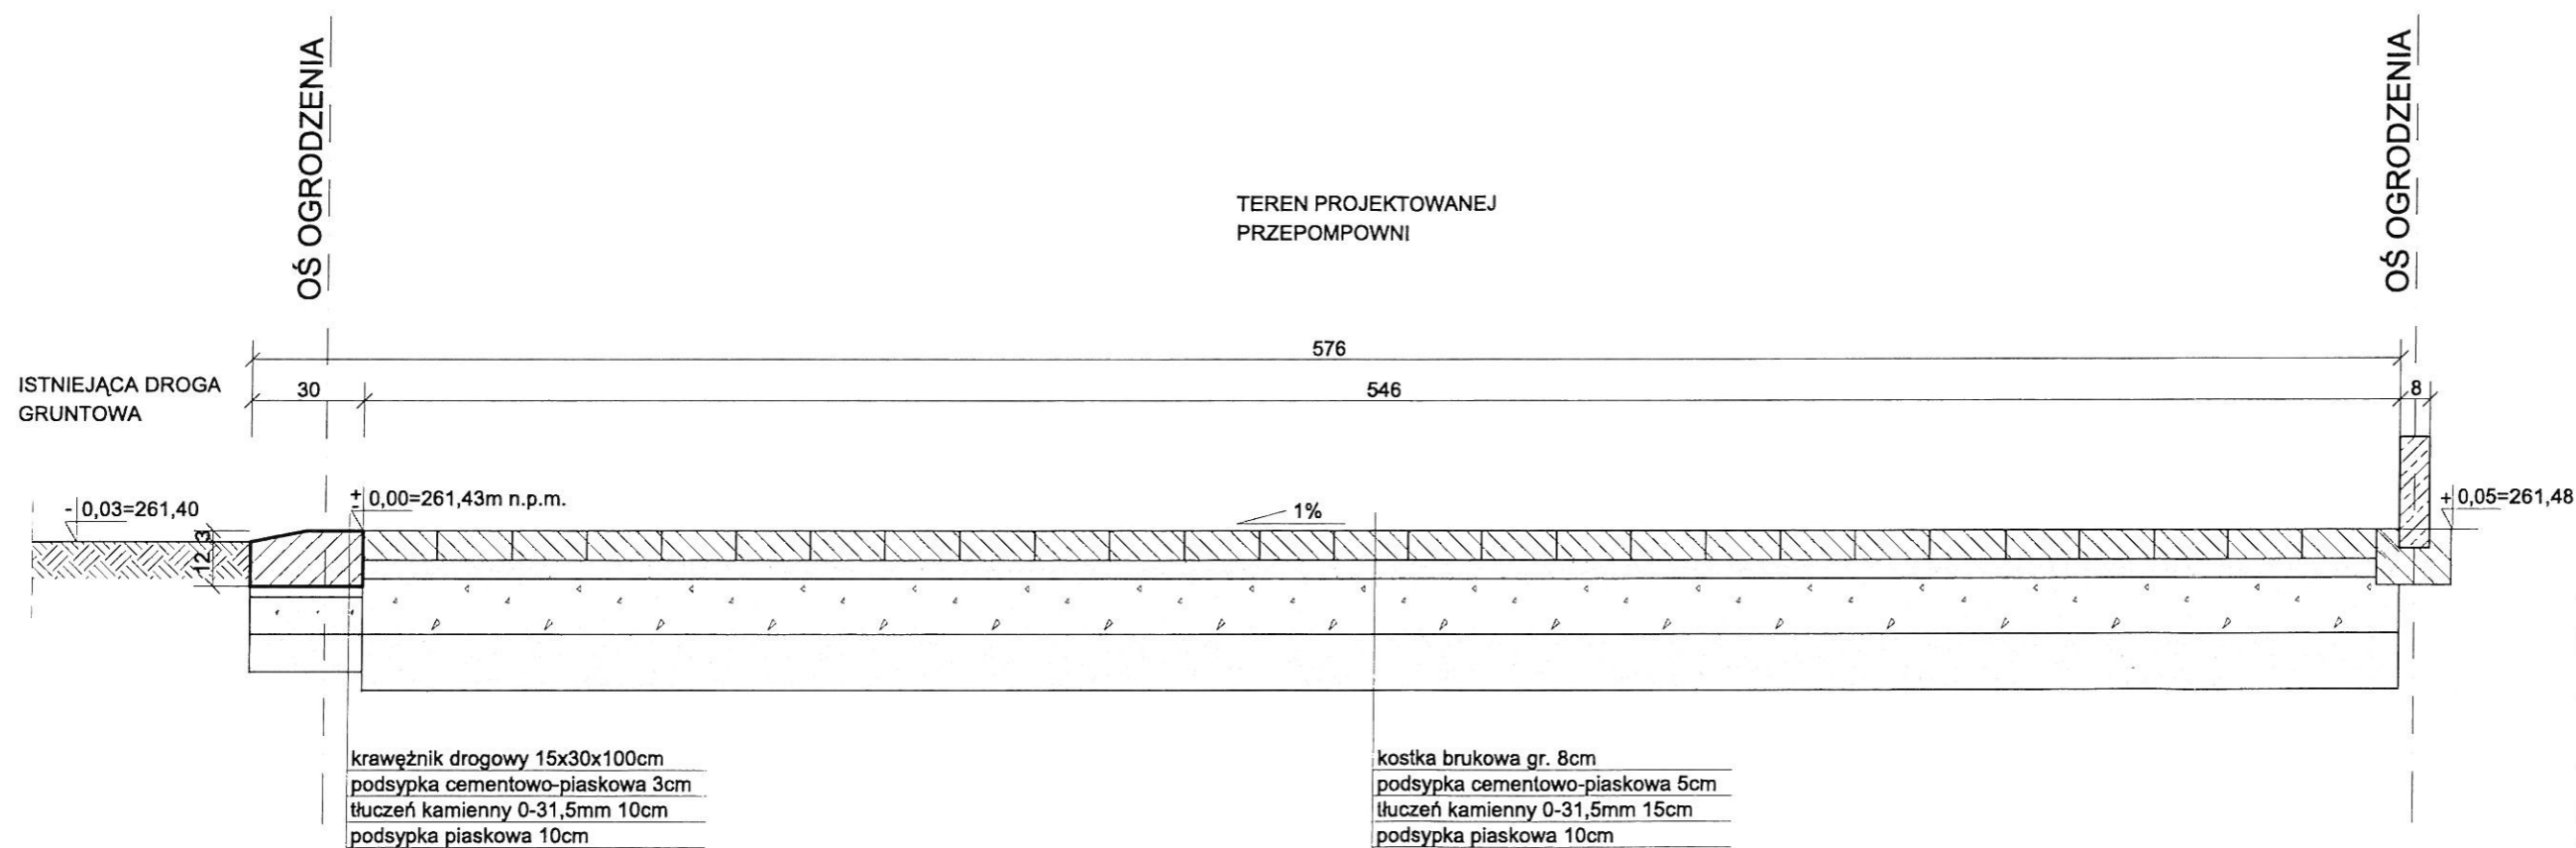 OŚ OGRODZENIA
OŚ OGRODZENIA
TEREN PROJEKTOWANEJ
PRZEPOMPOWNI
576
ISTNIEJĄCA DROGA
GRUNTOWA
30
546
8
- 0,03=261,40
± 0,00=261,43m n.p.m.
1%
+ 0,05=261,48
3
12
krawężnik drogowy 15x30x100cm
podsypka cementowo-piaskowa 3cm
tłuczeń kamienny 0-31,5mm 10cm
podsypka piaskowa 10cm
kostka brukowa gr. 8cm
podsypka cementowo-piaskowa 5cm
tłuczeń kamienny 0-31,5mm 15cm
podsypka piaskowa 10cm